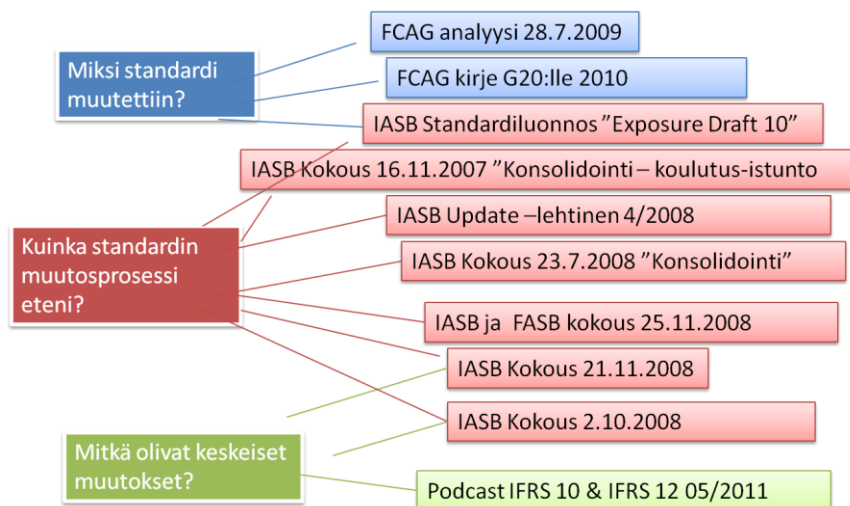 FCAG analyysi 28.7.2009
Miksi standardi
muutettiin?
FCAG kirje G20:lle 2010
IASB Standardiluonnos ”Exposure Draft 10”
IASB Kokous 16.11.2007 ”Konsolidointi – koulutus-istunto
IASB Update –lehtinen 4/2008
Kuinka standardin
muutosprosessi
eteni?
IASB Kokous 23.7.2008 ”Konsolidointi”
IASB ja FASB kokous 25.11.2008
IASB Kokous 21.11.2008
IASB Kokous 2.10.2008
Mitkä olivat keskeiset
muutokset?
Podcast IFRS 10 & IFRS 12 05/2011